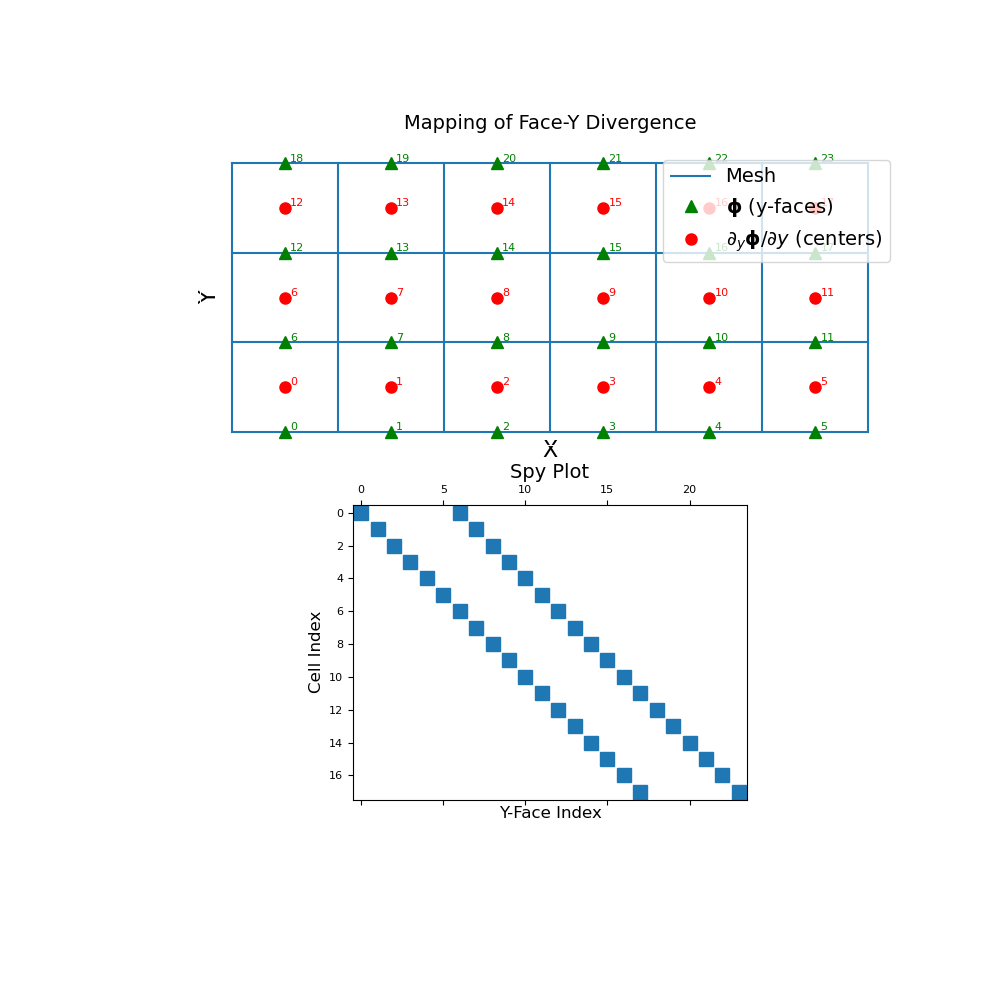 Mapping of Face-Y Divergence
18 19 20 21 22 23
Mesh
12 13 14 15 16
𝛟 (y-faces)
∂y𝛟/∂y (centers)
12 13 14 15 16 17
Y
6 7 8 9 10 11
6 7 8 9 10 11
0 1 2 3 4 5
0 1 2 3 4 5
X
Spy Plot
0 5 10 15 20
0
2
4
6
8
10
12
14
16
Cell Index
Y-Face Index